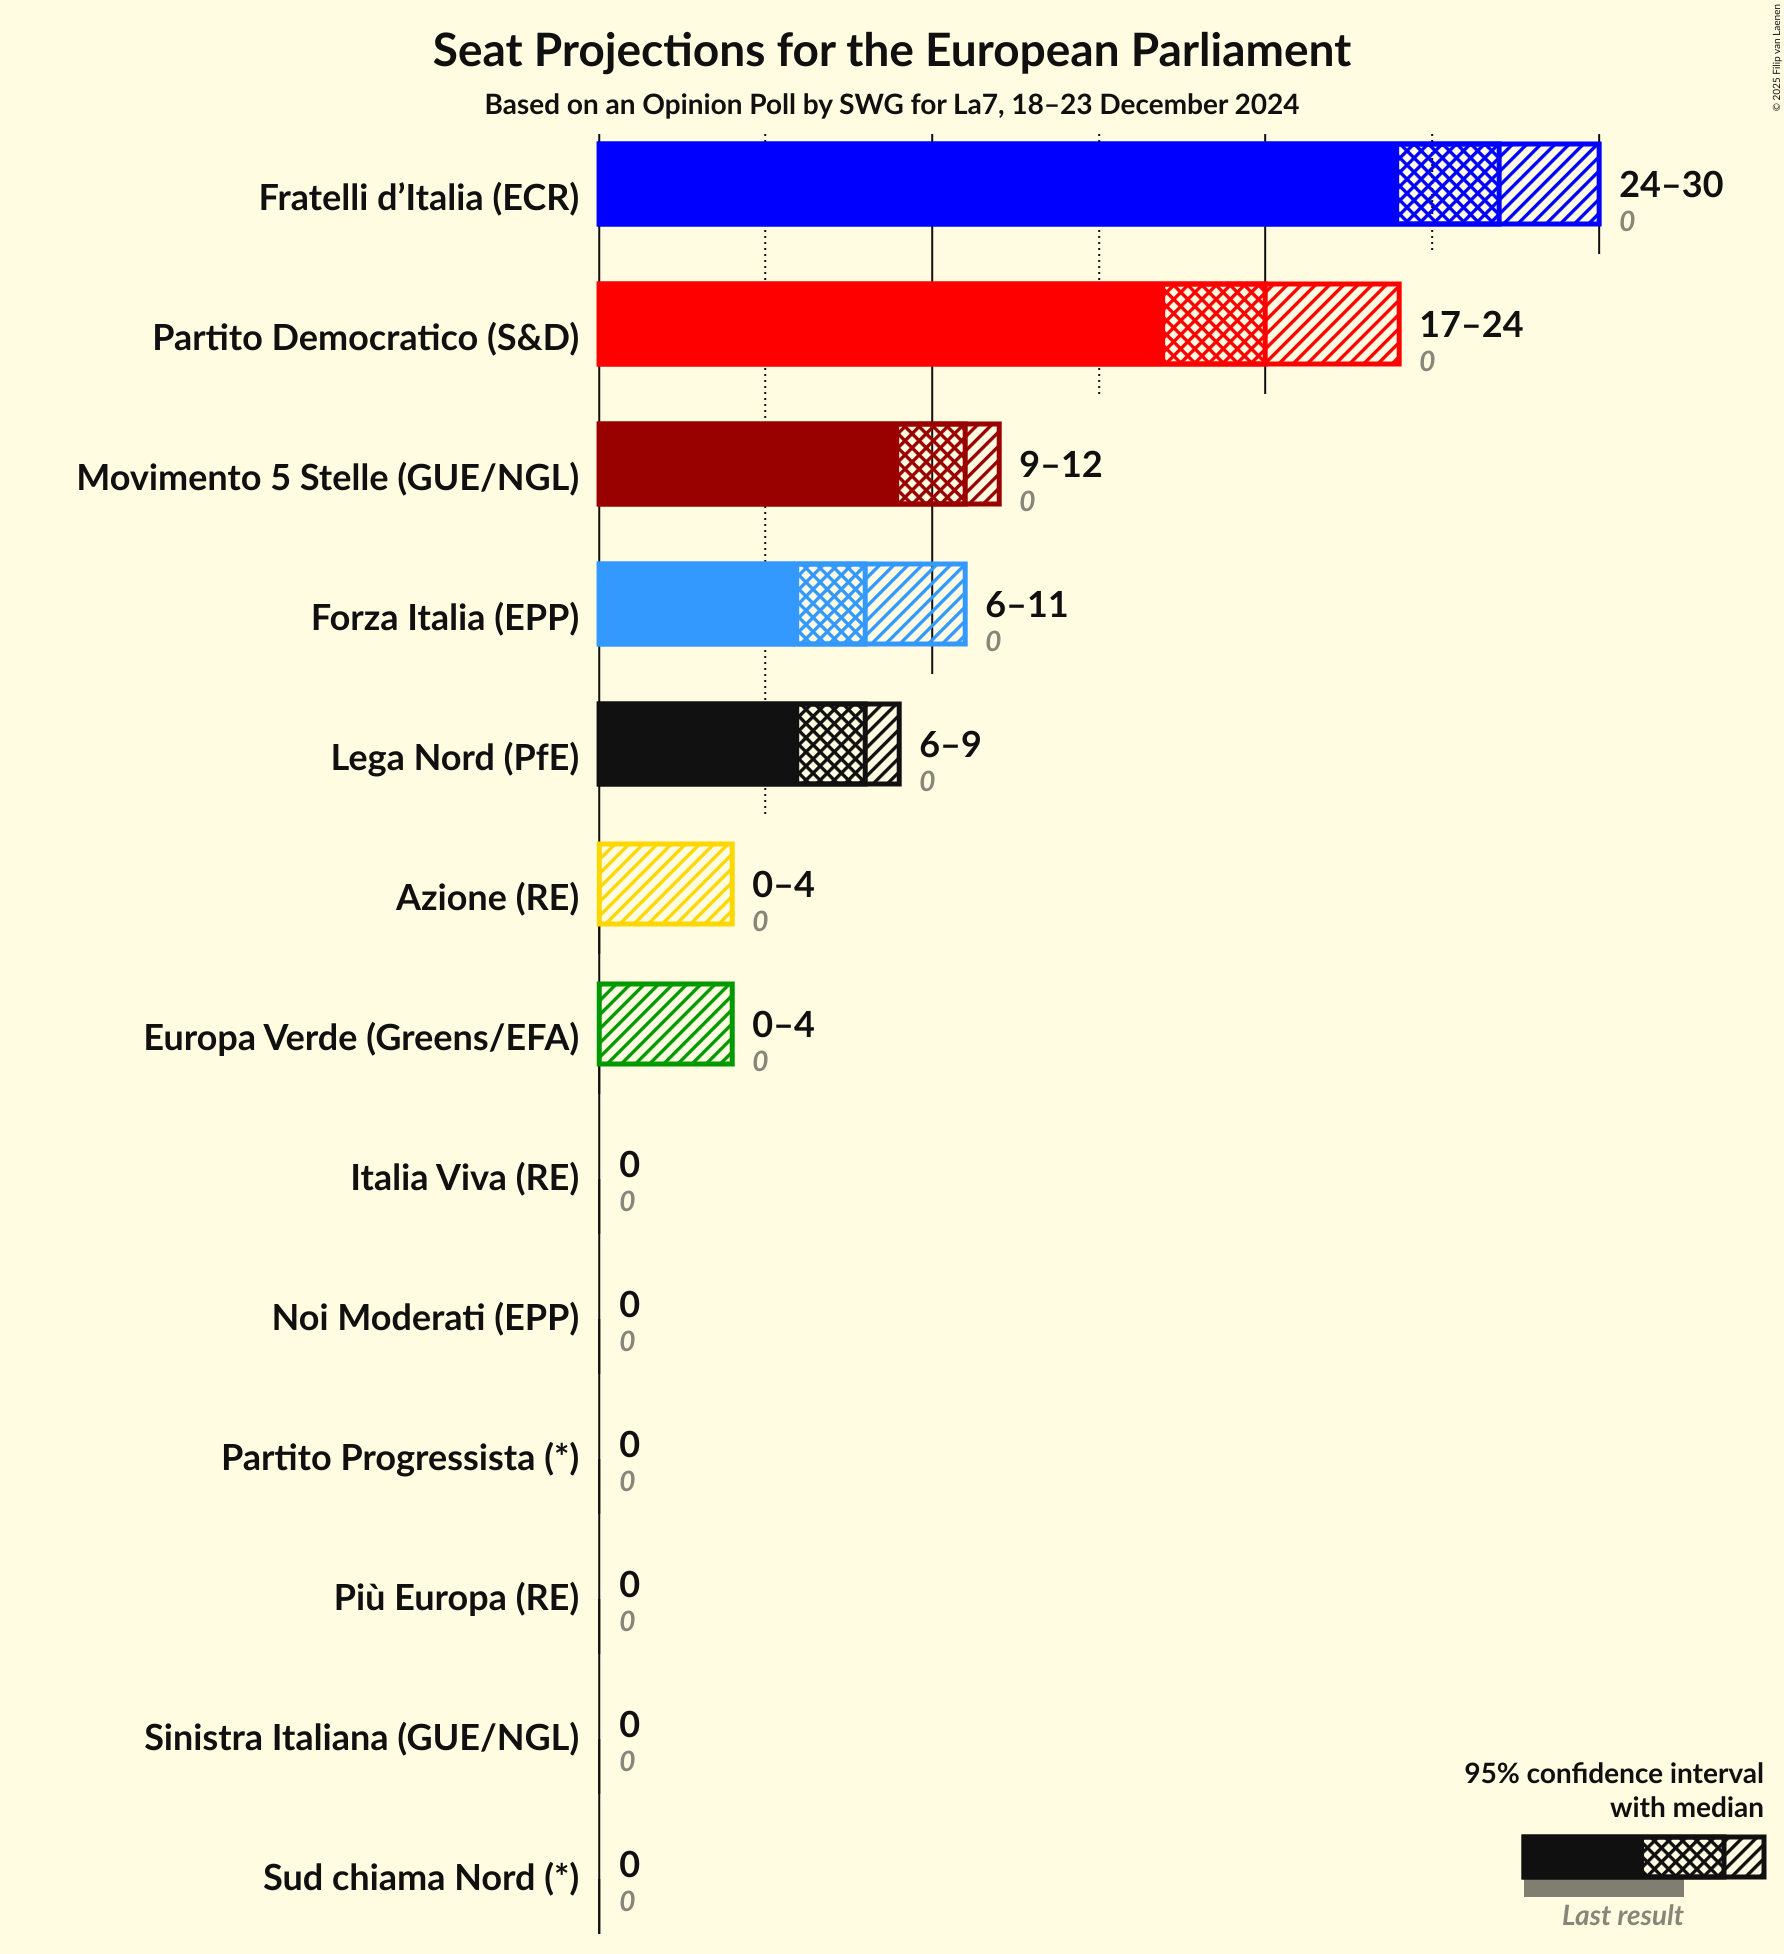 Seat Projections for the European Parliament
Based on an Opinion Poll by SWG for La7, 18–23 December 2024
© 2025 Filip van Laenen
Fratelli d’Italia (ECR)
24–30
0
Partito Democratico (S&D)
17–24
0
Movimento 5 Stelle (GUE/NGL)
9–12
0
Forza Italia (EPP)
6–11
0
Lega Nord (PfE)
6–9
0
Azione (RE)
0–4
0
Europa Verde (Greens/EFA)
0–4
0
Italia Viva (RE)
0
0
Noi Moderati (EPP)
0
0
Partito Progressista (*)
0
0
Più Europa (RE)
0
0
Sinistra Italiana (GUE/NGL)
0
0
Sud chiama Nord (*)
0
0
95% confidence interval
with median
Last result